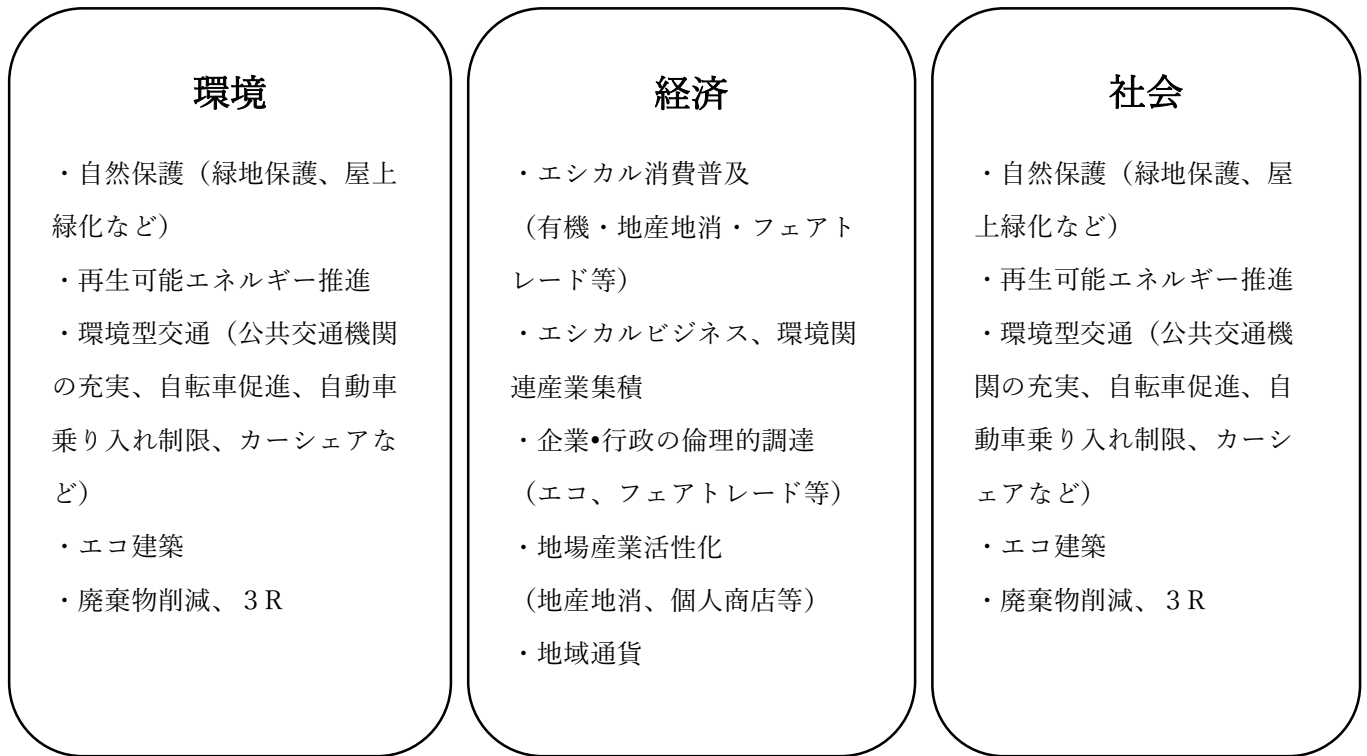 環境
・自然保護（緑地保護、屋上
緑化など）
・再生可能エネルギー推進
・環境型交通（公共交通機関
の充実、自転車促進、自動車
乗り入れ制限、カーシェアな
ど）
・エコ建築
・廃棄物削減、３R
経済
・エシカル消費普及
（有機・地産地消・フェアト
レード等）
・エシカルビジネス、環境関
連産業集積
・企業•行政の倫理的調達
（エコ、フェアトレード等）
・地場産業活性化
（地産地消、個人商店等）
・地域通貨
社会
・自然保護（緑地保護、屋
上緑化など）
・再生可能エネルギー推進
・環境型交通（公共交通機
関の充実、自転車促進、自
動車乗り入れ制限、カーシ
ェアなど）
・エコ建築
・廃棄物削減、３R